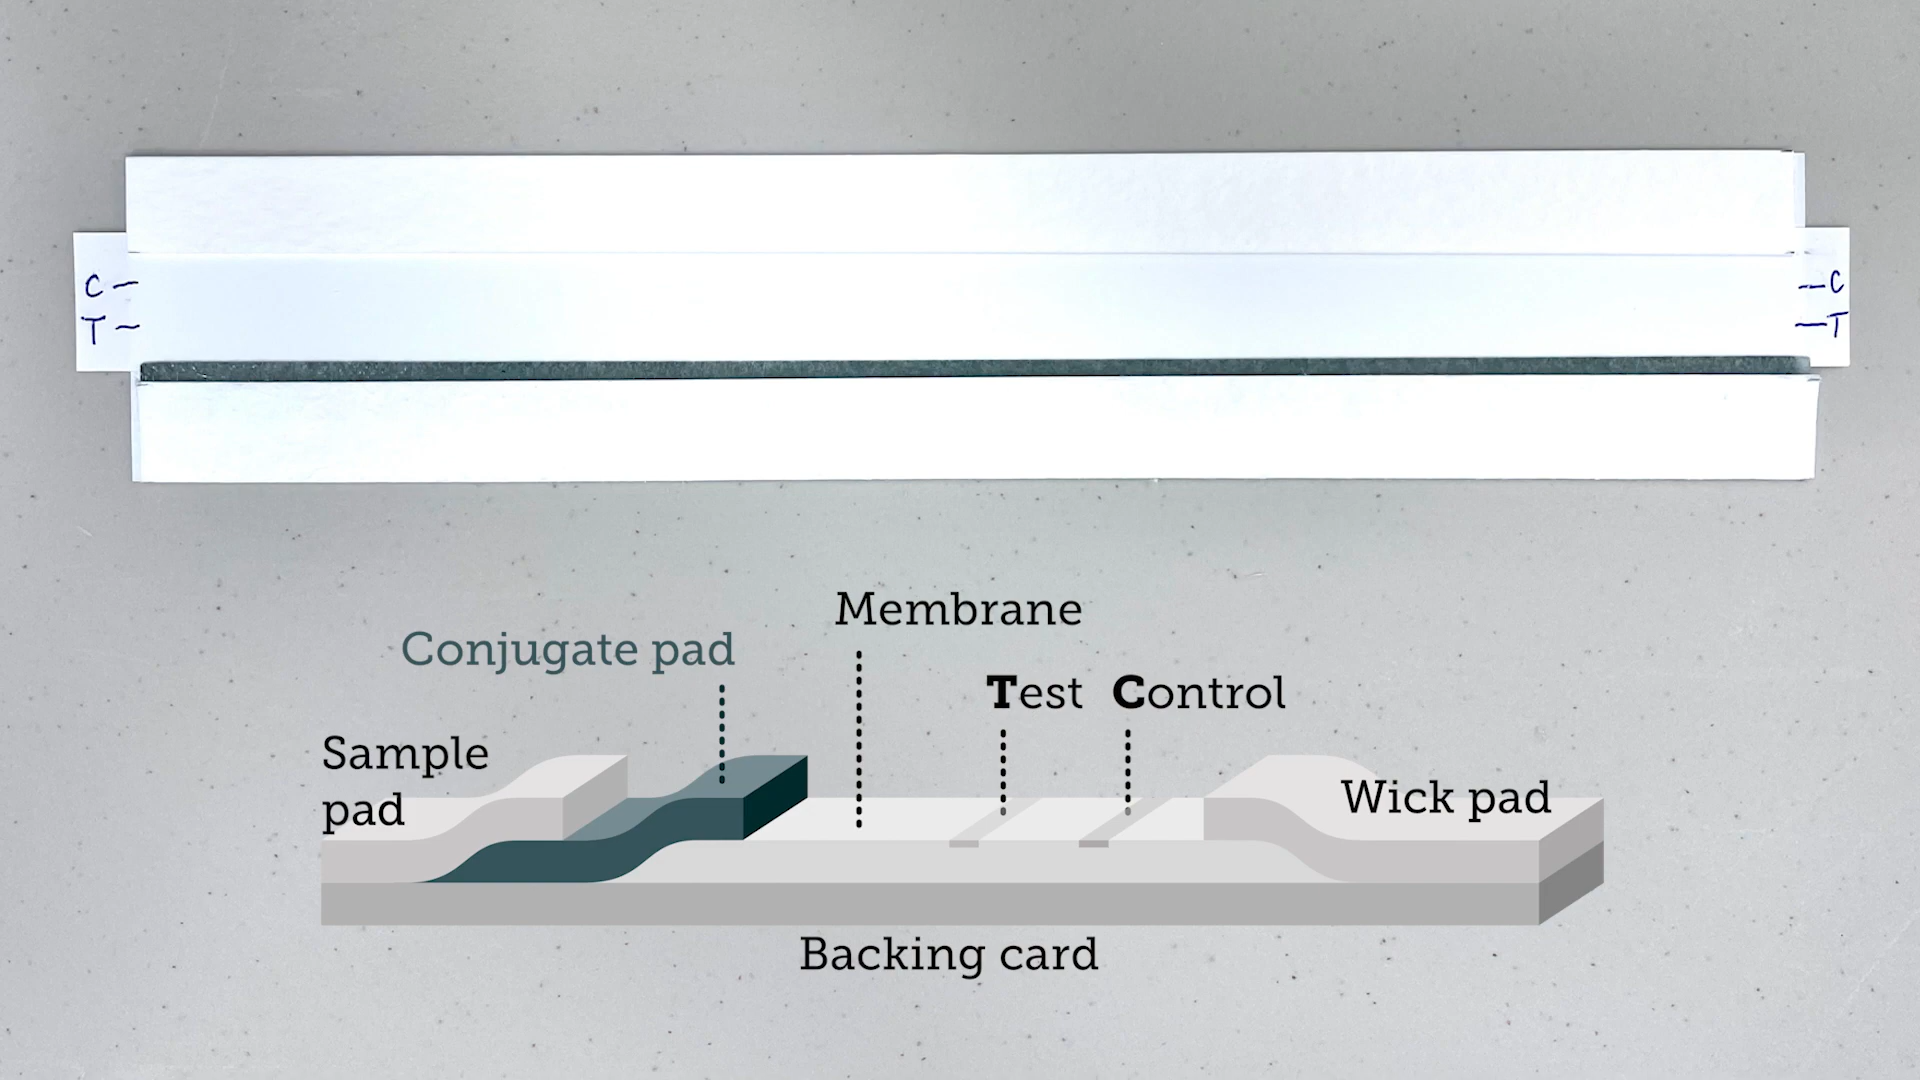 C
T
C
T
Membrane
Conjugate pad
Test Control
Sample
pad
Wick pad
Backing card